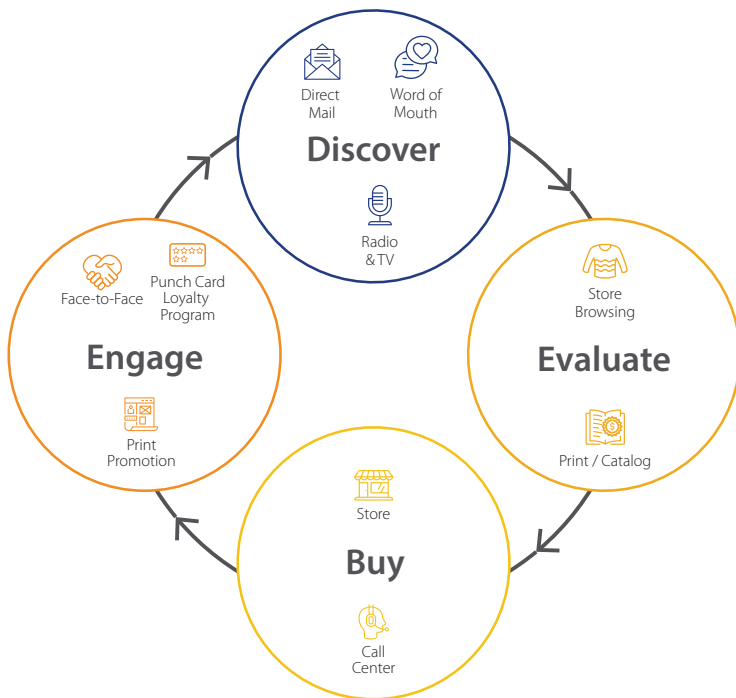 Direct
Mail
Word of
Mouth
Discover
Radio
& TV
Face-to-Face
Punch Card
Loyalty
Program
Engage
Print
Promotion
Store
Browsing
Evaluate
Print / Catalog
Store
Buy
Call
Center